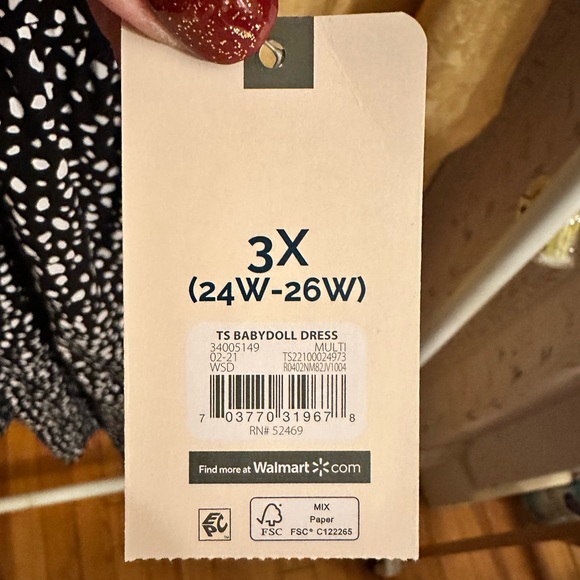 3X
(24W-26W)
TS BABYDOLL DRESS
34005149 MULTI
02-21 TS22100024973
WSD R0402NM82JV1004
7 03770 31967 8
RN# 52469
Find more at Walmart com
EPC
FSC
MIX
Paper
FSC® C122265